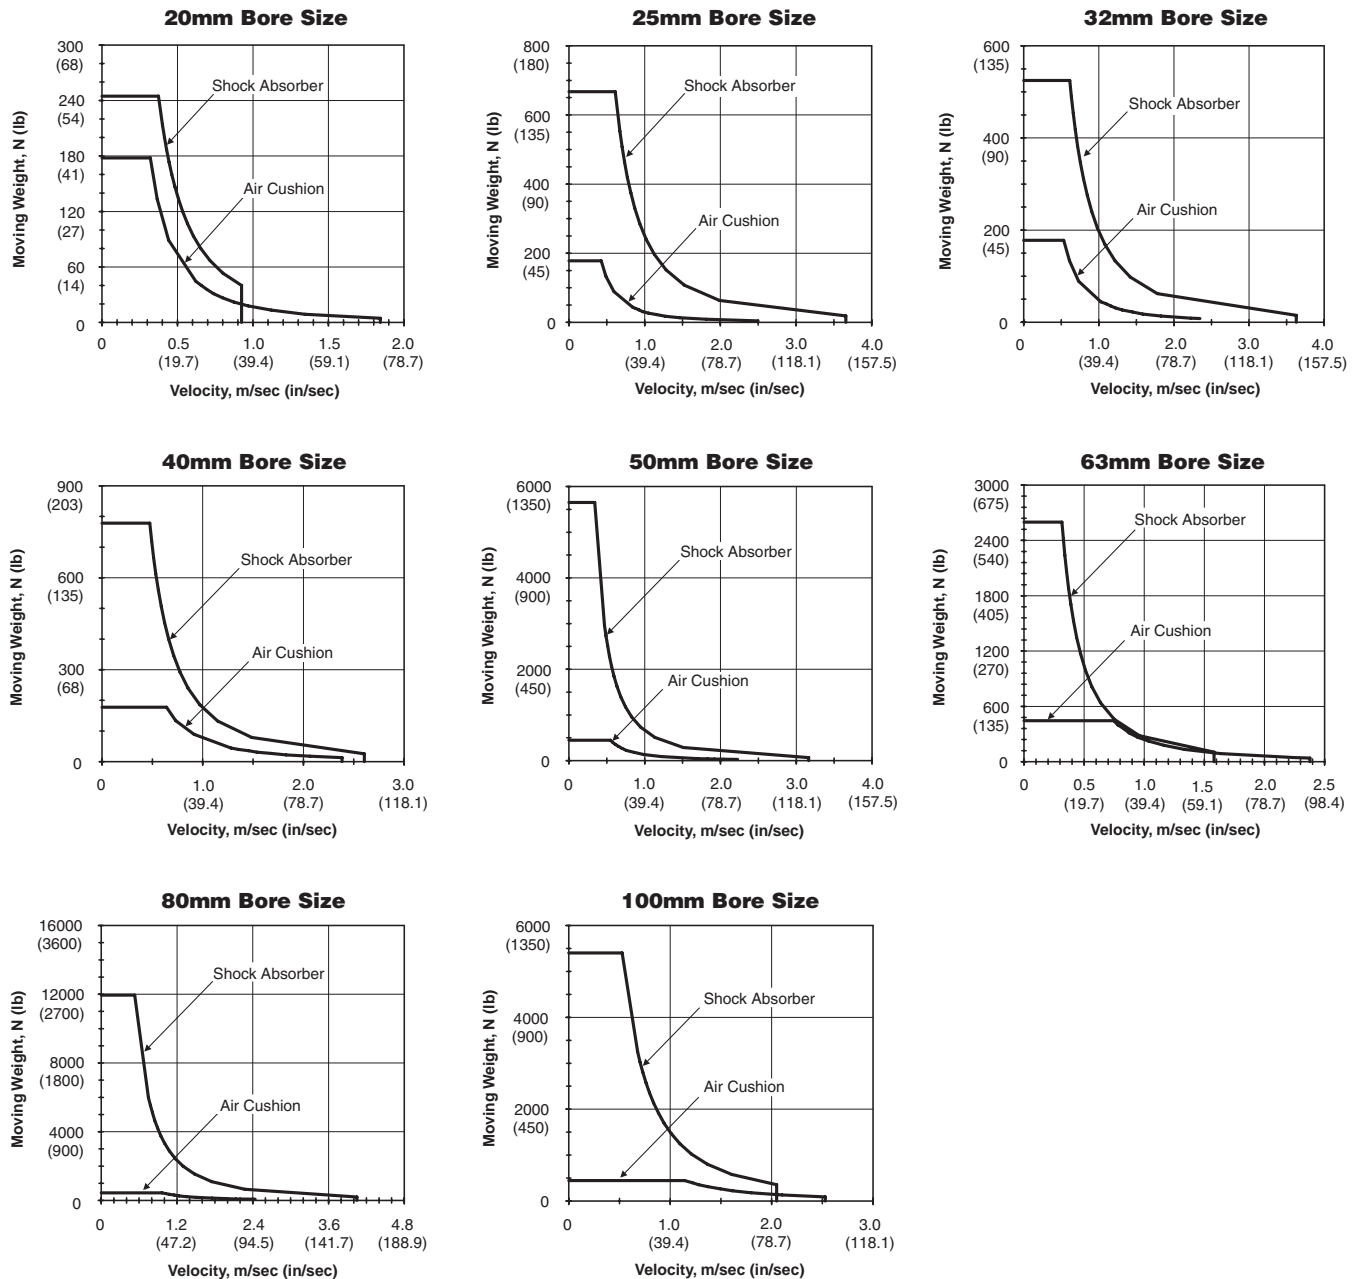 20mm Bore Size
Moving Weight, N (lb)
300
(68)
240
(54)
180
(41)
120
(27)
60
(14)
0
Shock Absorber
Air Cushion
0 0.5 1.0 1.5 2.0
(19.7) (39.4) (59.1) (78.7)
Velocity, m/sec (in/sec)
25mm Bore Size
Moving Weight, N (lb)
800
(180)
600
(135)
400
(90)
200
(45)
0
Shock Absorber
Air Cushion
0 1.0 2.0 3.0 4.0
(39.4) (78.7) (118.1) (157.5)
Velocity, m/sec (in/sec)
32mm Bore Size
Moving Weight, N (lb)
600
(135)
400
(90)
200
(45)
0
Shock Absorber
Air Cushion
0 1.0 2.0 3.0 4.0
(39.4) (78.7) (118.1) (157.5)
Velocity, m/sec (in/sec)
40mm Bore Size
Moving Weight, N (lb)
900
(203)
600
(135)
300
(68)
0
Shock Absorber
Air Cushion
0 1.0 2.0 3.0
(39.4) (78.7) (118.1)
Velocity, m/sec (in/sec)
50mm Bore Size
Moving Weight, N (lb)
6000
(1350)
4000
(900)
2000
(450)
0
Shock Absorber
Air Cushion
0 1.0 2.0 3.0 4.0
(39.4) (78.7) (118.1) (157.5)
Velocity, m/sec (in/sec)
63mm Bore Size
Moving Weight, N (lb)
3000
(675)
2400
(540)
1800
(405)
1200
(270)
600
(135)
0
Shock Absorber
Air Cushion
0 0.5 1.0 1.5 2.0 2.5
(19.7) (39.4) (59.1) (78.7) (98.4)
Velocity, m/sec (in/sec)
80mm Bore Size
Moving Weight, N (lb)
16000
(3600)
12000
(2700)
8000
(1800)
4000
(900)
0
Shock Absorber
Air Cushion
0 1.2 2.4 3.6 4.8
(47.2) (94.5) (141.7) (188.9)
Velocity, m/sec (in/sec)
100mm Bore Size
Moving Weight, N (lb)
6000
(1350)
4000
(900)
2000
(450)
0
Shock Absorber
Air Cushion
0 1.0 2.0 3.0
(39.4) (78.7) (118.1)
Velocity, m/sec (in/sec)